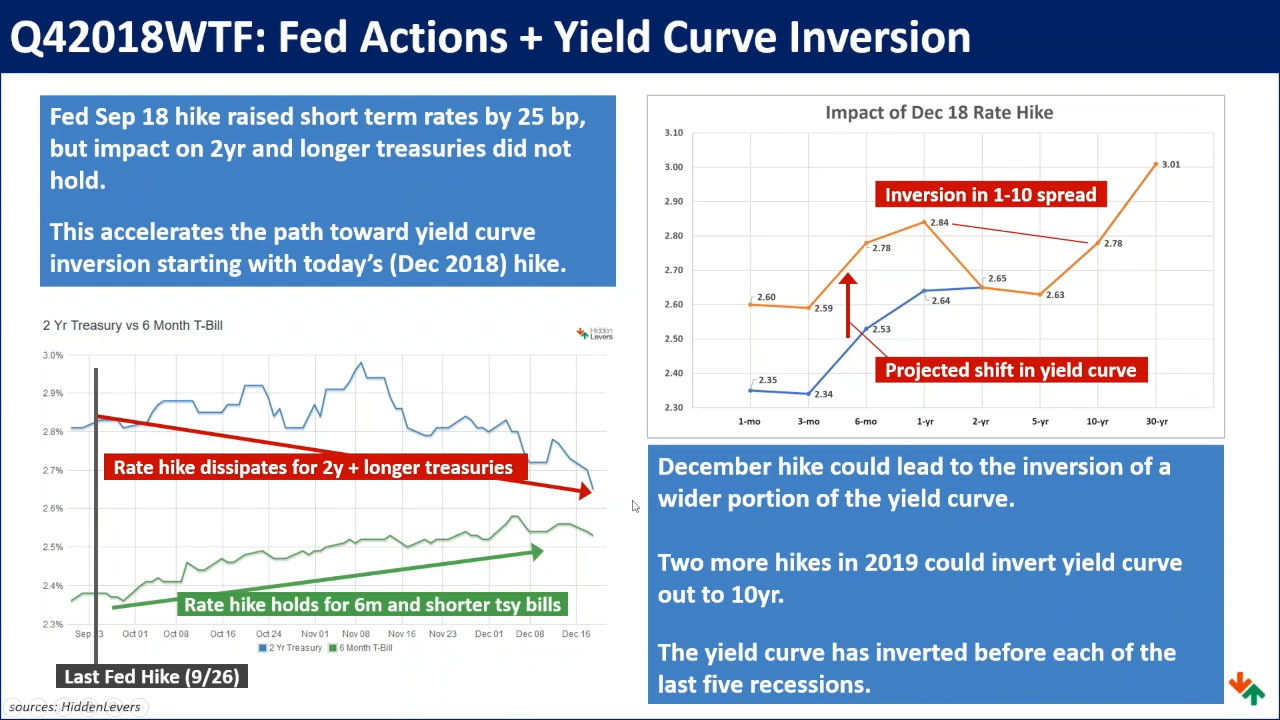 Q42018WTF: Fed Actions + Yield Curve Inversion
Fed Sep 18 hike raised short term rates by 25 bp,
but impact on 2yr and longer treasuries did not
hold.
This accelerates the path toward yield curve
inversion starting with today's (Dec 2018) hike.
2 Yr Treasury vs 6 Month T-Bill
Hidden
Levers
3.0%
2.9%
2.8%
2.7%
2.6%
2.5%
2.4%
2.3%
Rate hike dissipates for 2y + longer treasuries
Rate hike holds for 6m and shorter tsy bills
Oct 01 Oct 08 Oct 16 Oct 24 Nov 01 Nov 08 Nov 16 Nov 23 Dec 01 Dec 08 Dec 16
2 Yr Treasury 6 Month T-Bill
Last Fed Hike (9/26)
sources: HiddenLevers
Impact of Dec 18 Rate Hike
3.10
3.00
2.90
2.80
2.70
2.60
2.50
2.40
2.30
2.60
2.59
2.78
2.84
2.65
2.63
2.78
3.01
2.35
2.34
2.53
2.64
Inversion in 1-10 spread
Projected shift in yield curve
1-mo 3-mo 6-mo 1-yr 2-yr 5-yr 10-yr 30-yr
December hike could lead to the inversion of a
wider portion of the yield curve.
Two more hikes in 2019 could invert yield curve
out to 10yr.
The yield curve has inverted before each of the
last five recessions.